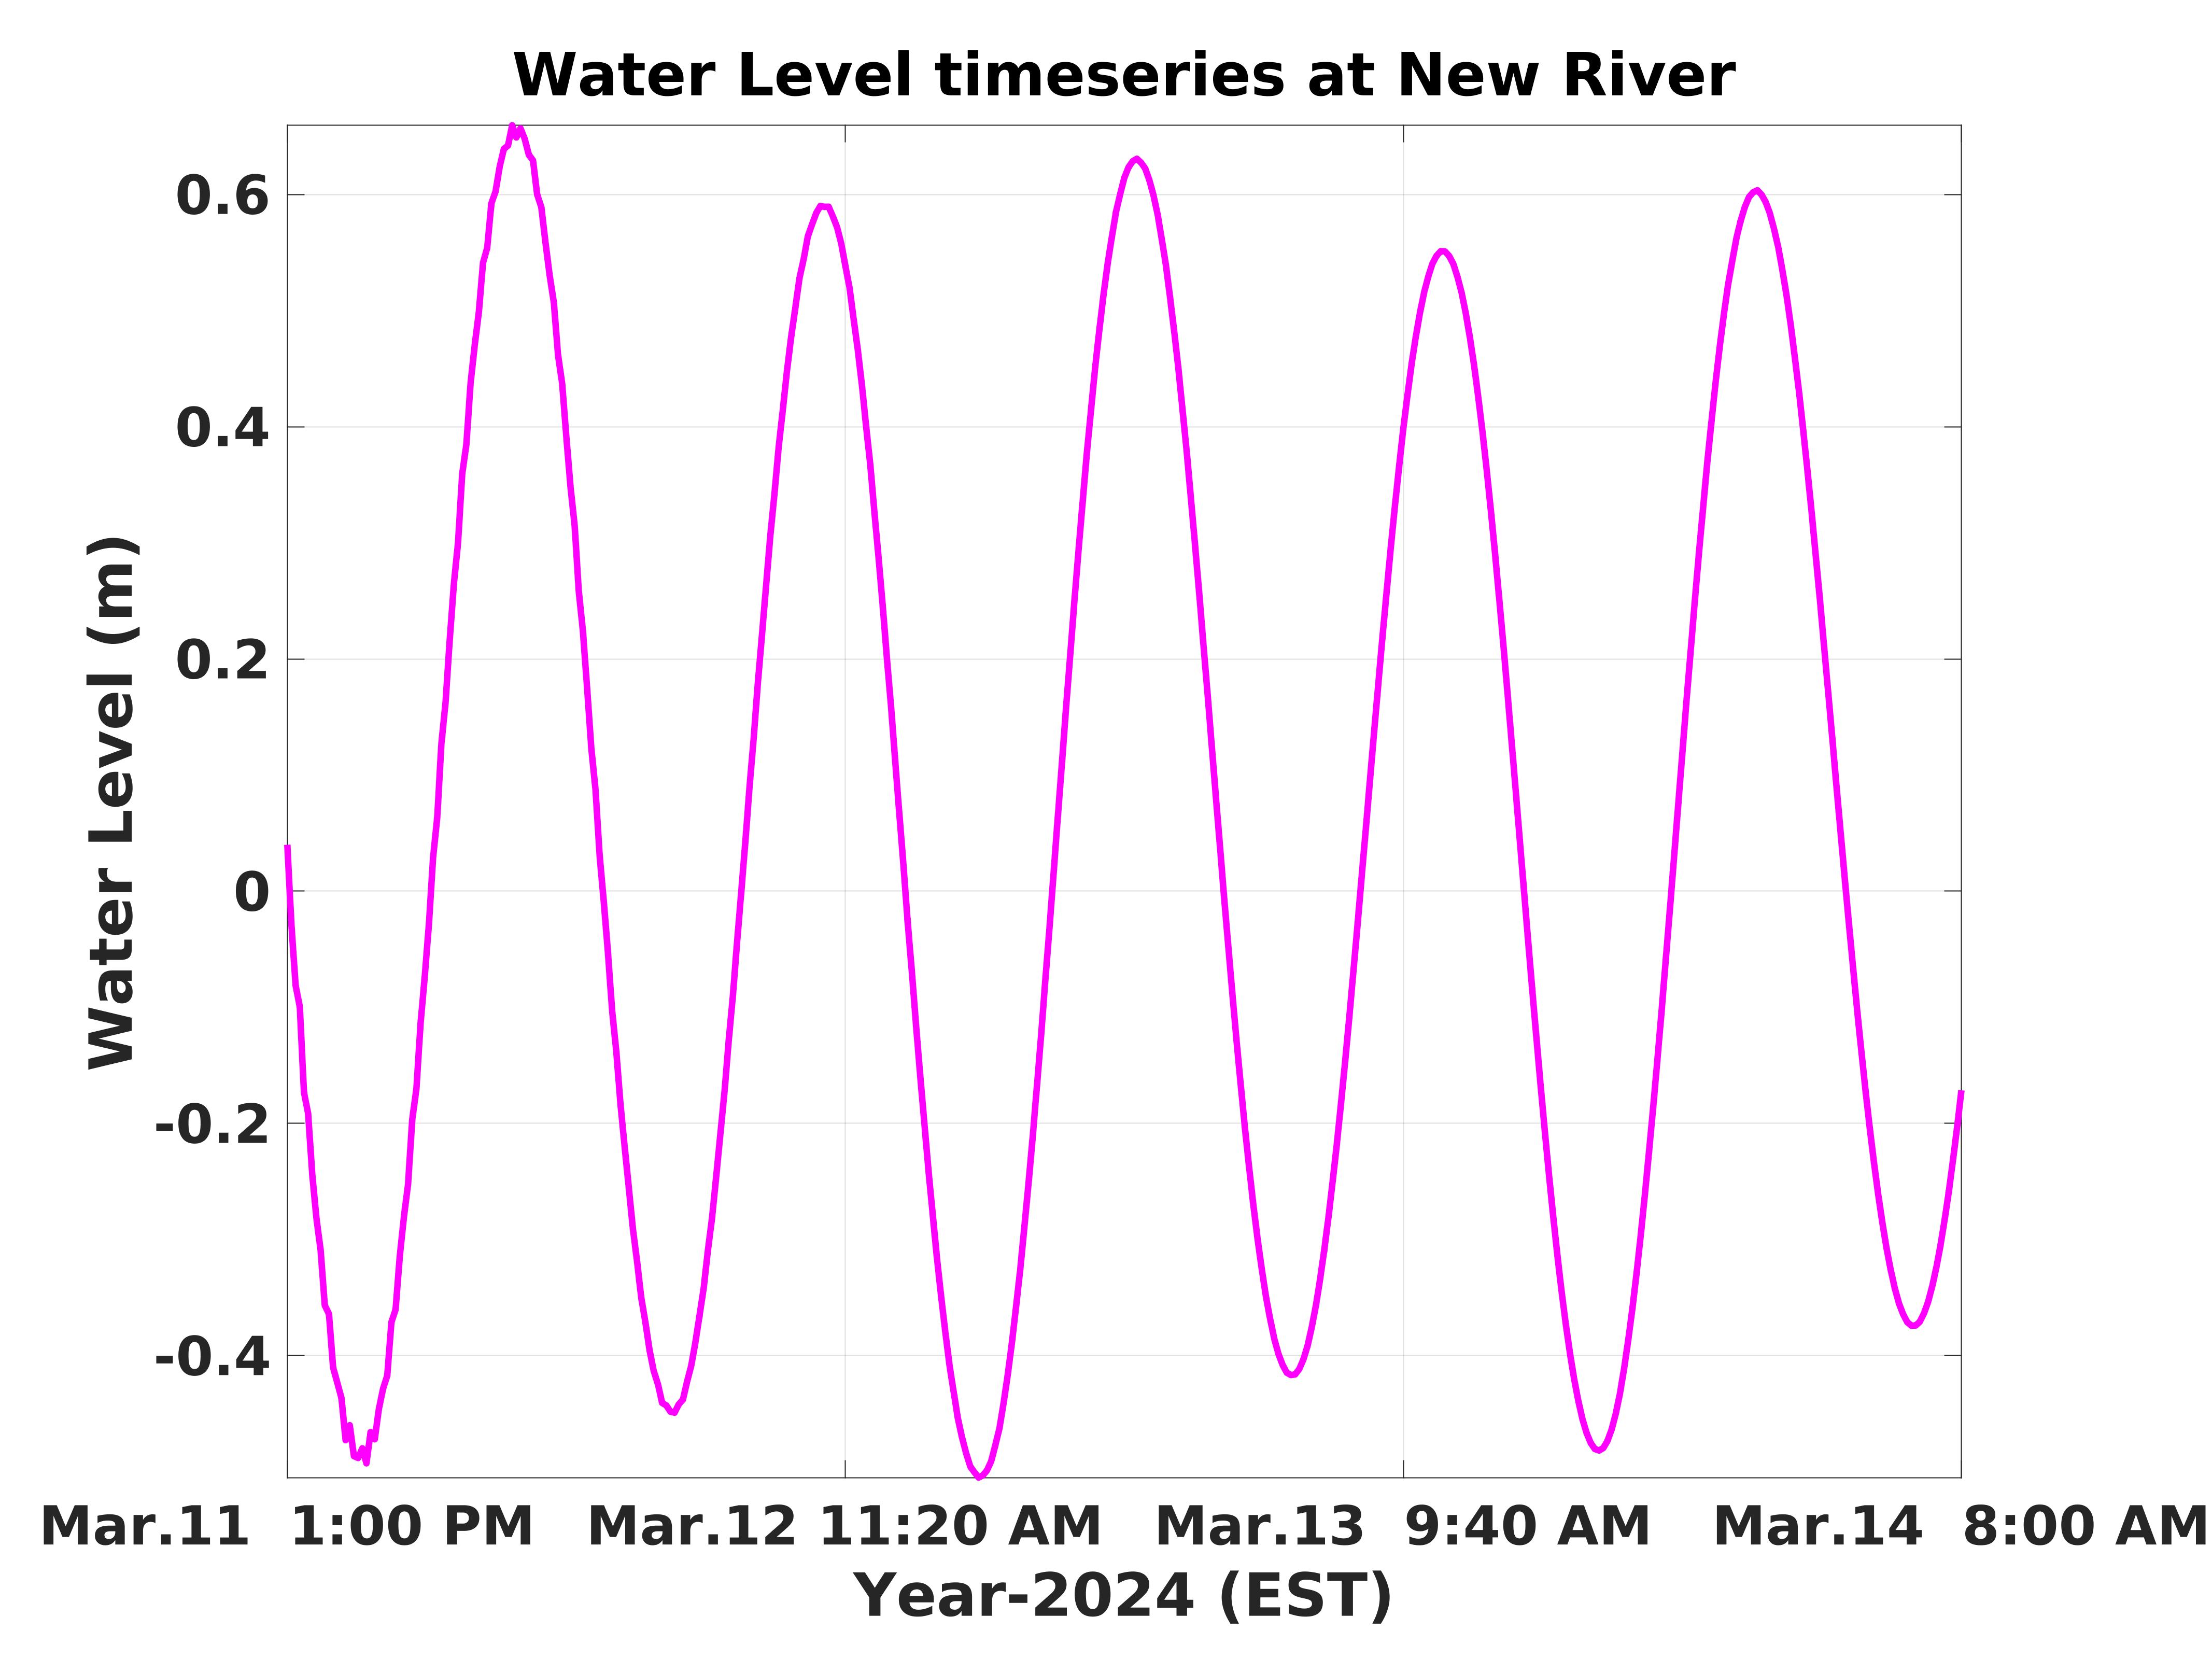 Water Level timeseries at New River
0.6
0.4
0.2
0
-0.2
-0.4
Water Level (m)
Mar.11 1:00 PM
Mar.12 11:20 AM
Mar.13 9:40 AM
Mar.14 8:00 AM
Year-2024 (EST)